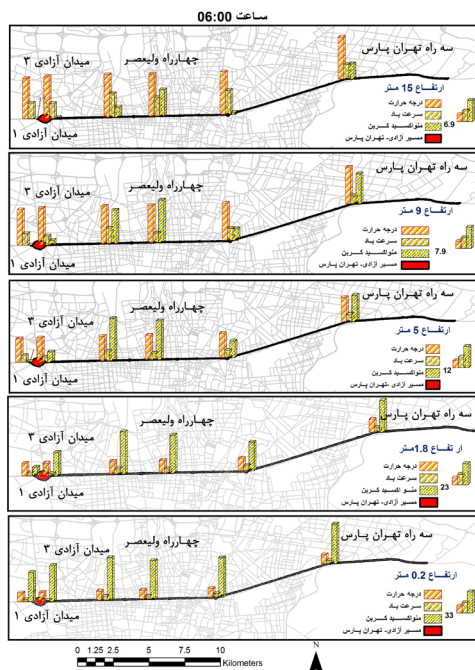 ساعت 06:00
سه راه تهران پارس
میدان آزادی ۳
چهارراه ولیعصر
ارتفاع 15 متر
درجه حرارت
سرعت باد
منواکسید کربن 6.9
مسیر آزادی- تهران پارس
میدان آزادی ۱
سه راه تهران پارس
میدان آزادی ۳
چهارراه ولیعصر
ارتفاع 9 متر
درجه حرارت
سرعت باد
منواکسید کربن
7.9
مسیر آزادی- تهران پارس
میدان آزادی ۱
سه راه تهران پارس
میدان آزادی ۳
چهارراه ولیعصر
ارتفاع 5 متر
درجه حرارت
سرعت باد
منواکسید کربن 12
مسیر آزادی -تهران پارس
میدان آزادی ۱
سه راه تهران پارس
میدان آزادی ۳
چهارراه ولیعصر
ارتفاع 1.8 متر
درجه حرارت
سرعت باد
منو اکسید کربن 23
مسیر آزادی- تهران پارس
میدان آزادی ۱
سه راه تهران پارس
میدان آزادی ۳
چهارراه ولیعصر
ارتفاع 0.2 متر
درجه حرارت
سرعت باد
منواکسید کربن 33
مسیر آزادی- تهران پارس
میدان آزادی ۱
0 1.25 2.5 5 7.5 10
Kilometers
N